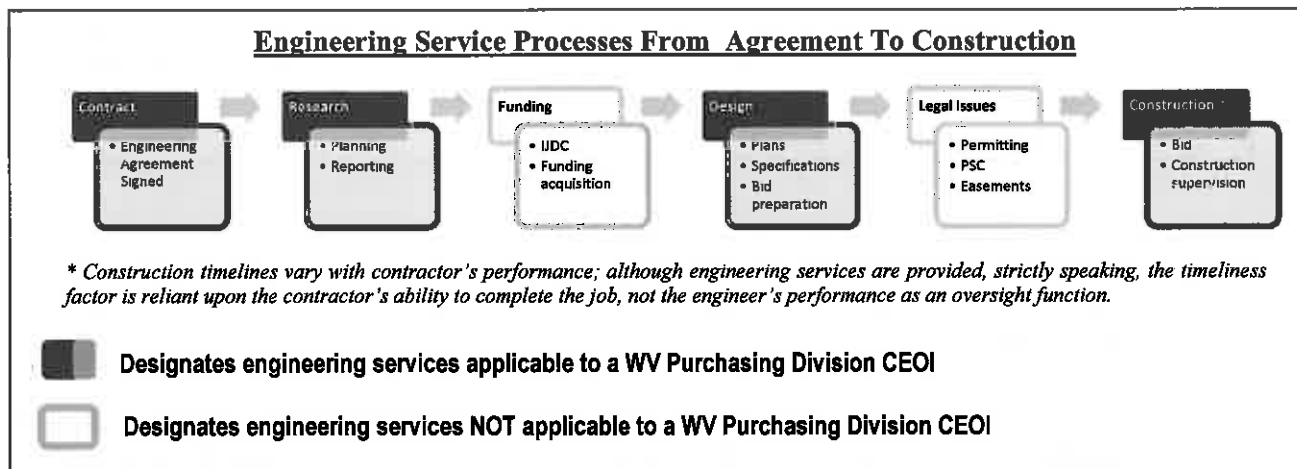 Engineering Service Processes From Agreement To Construction
Contract
• Engineering
Agreement
Signed
Research
• Planning
• Reporting
Funding
• IJDC
• Funding
acquisition
Design
• Plans
• Specifications
• Bid
preparation
Legal Issues
• Permitting
• PSC
• Easements
Construction *
• Bid
• Construction
supervision
* Construction timelines vary with contractor's performance; although engineering services are provided, strictly speaking, the timeliness
factor is reliant upon the contractor's ability to complete the job, not the engineer's performance as an oversight function.
Designates engineering services applicable to a WV Purchasing Division CEOI
Designates engineering services NOT applicable to a WV Purchasing Division CEOI